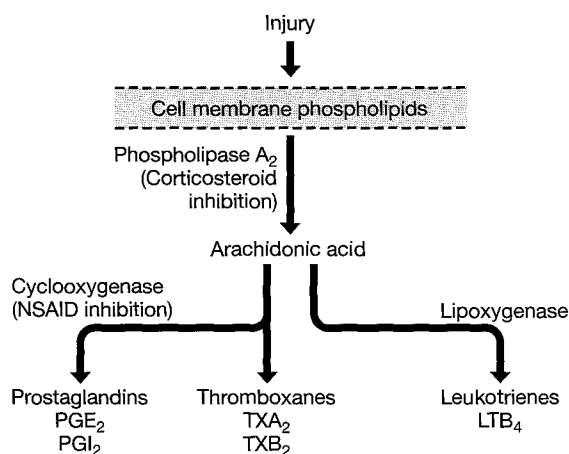 Injury
Cell membrane phospholipids
Phospholipase A₂
(Corticosteroid
inhibition)
Arachidonic acid
Cyclooxygenase
(NSAID inhibition)
Lipoxygenase
Prostaglandins
PGE₂
PGI₂
Thromboxanes
TXA₂
TXB₂
Leukotrienes
LTB₄